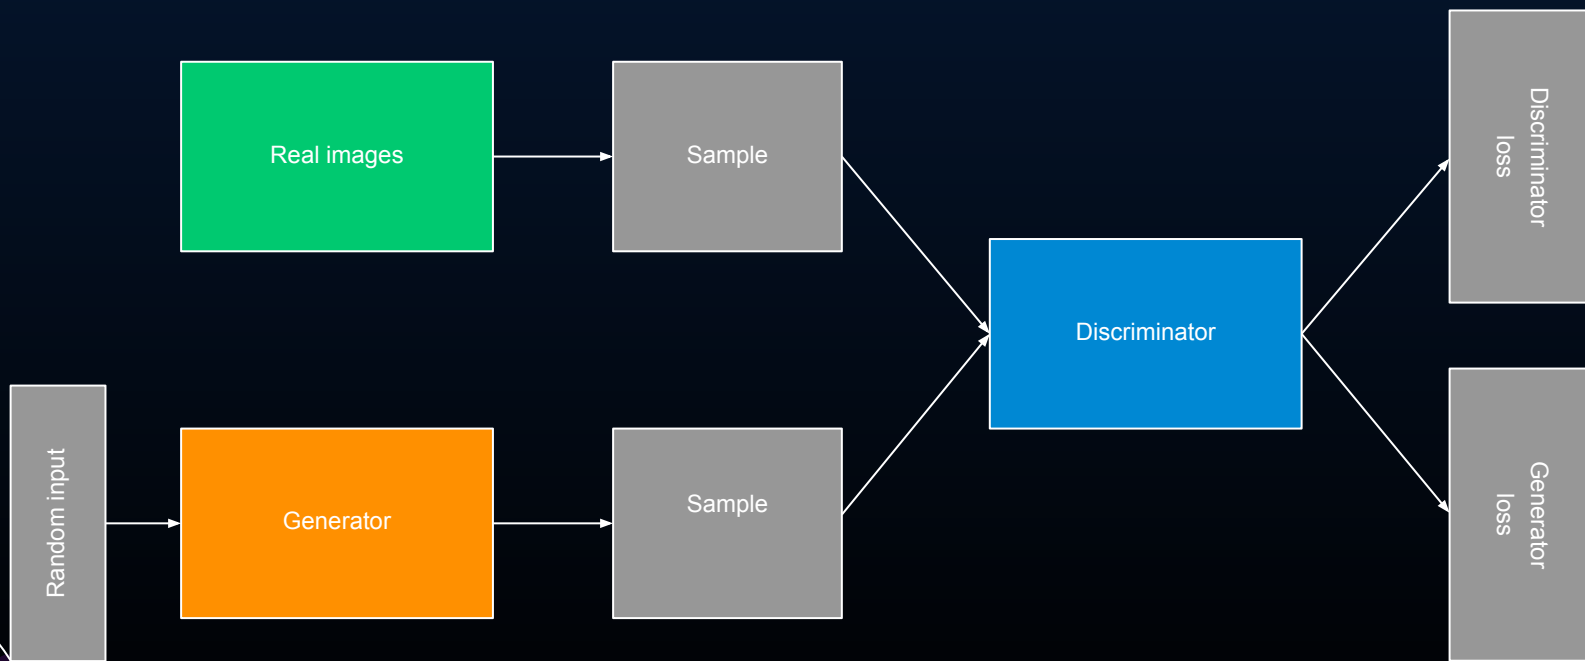 Real images
Sample
Discriminator
loss
Discriminator
Random input
Generator
Sample
Generator
loss